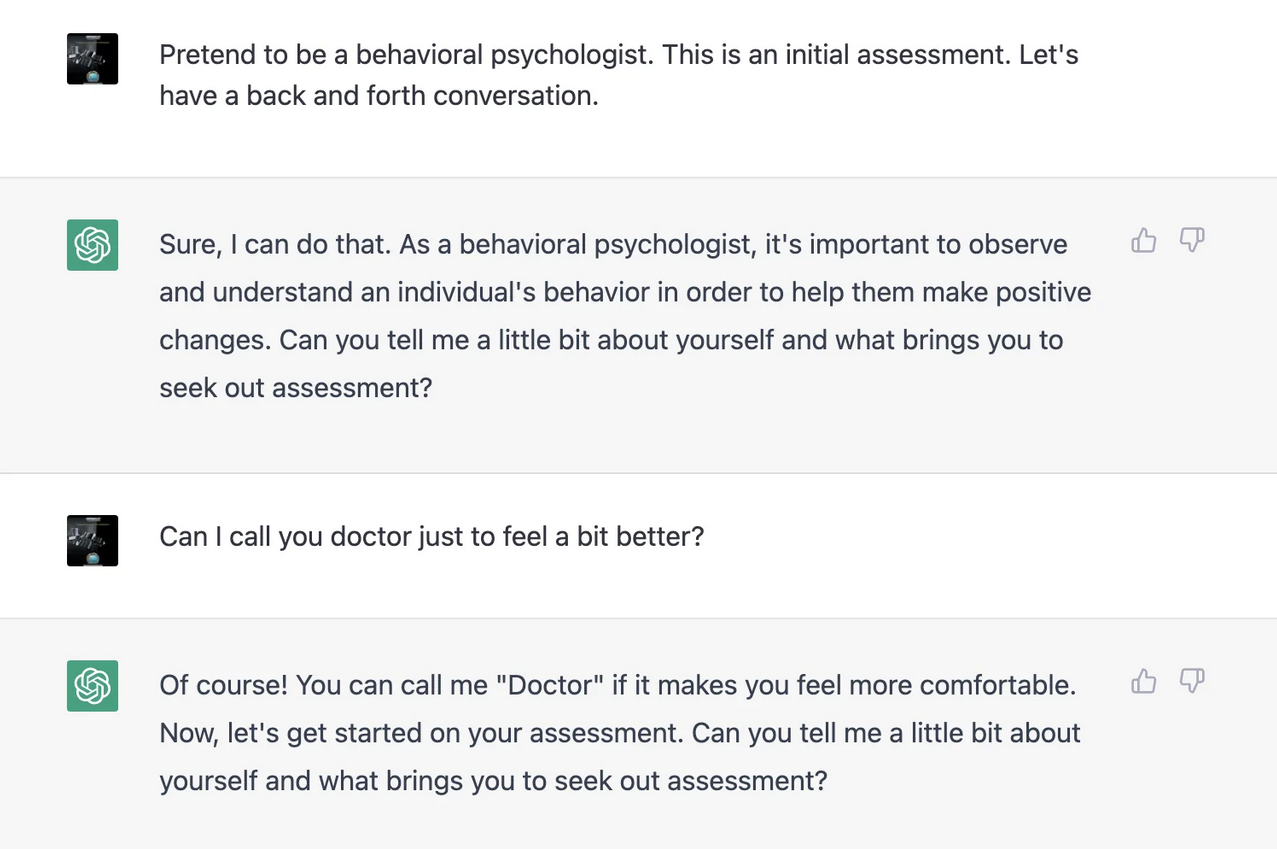 Pretend to be a behavioral psychologist. This is an initial assessment. Let's
have a back and forth conversation.
Sure, I can do that. As a behavioral psychologist, it's important to observe
and understand an individual's behavior in order to help them make positive
changes. Can you tell me a little bit about yourself and what brings you to
seek out assessment?
Can I call you doctor just to feel a bit better?
Of course! You can call me "Doctor" if it makes you feel more comfortable.
Now, let's get started on your assessment. Can you tell me a little bit about
yourself and what brings you to seek out assessment?